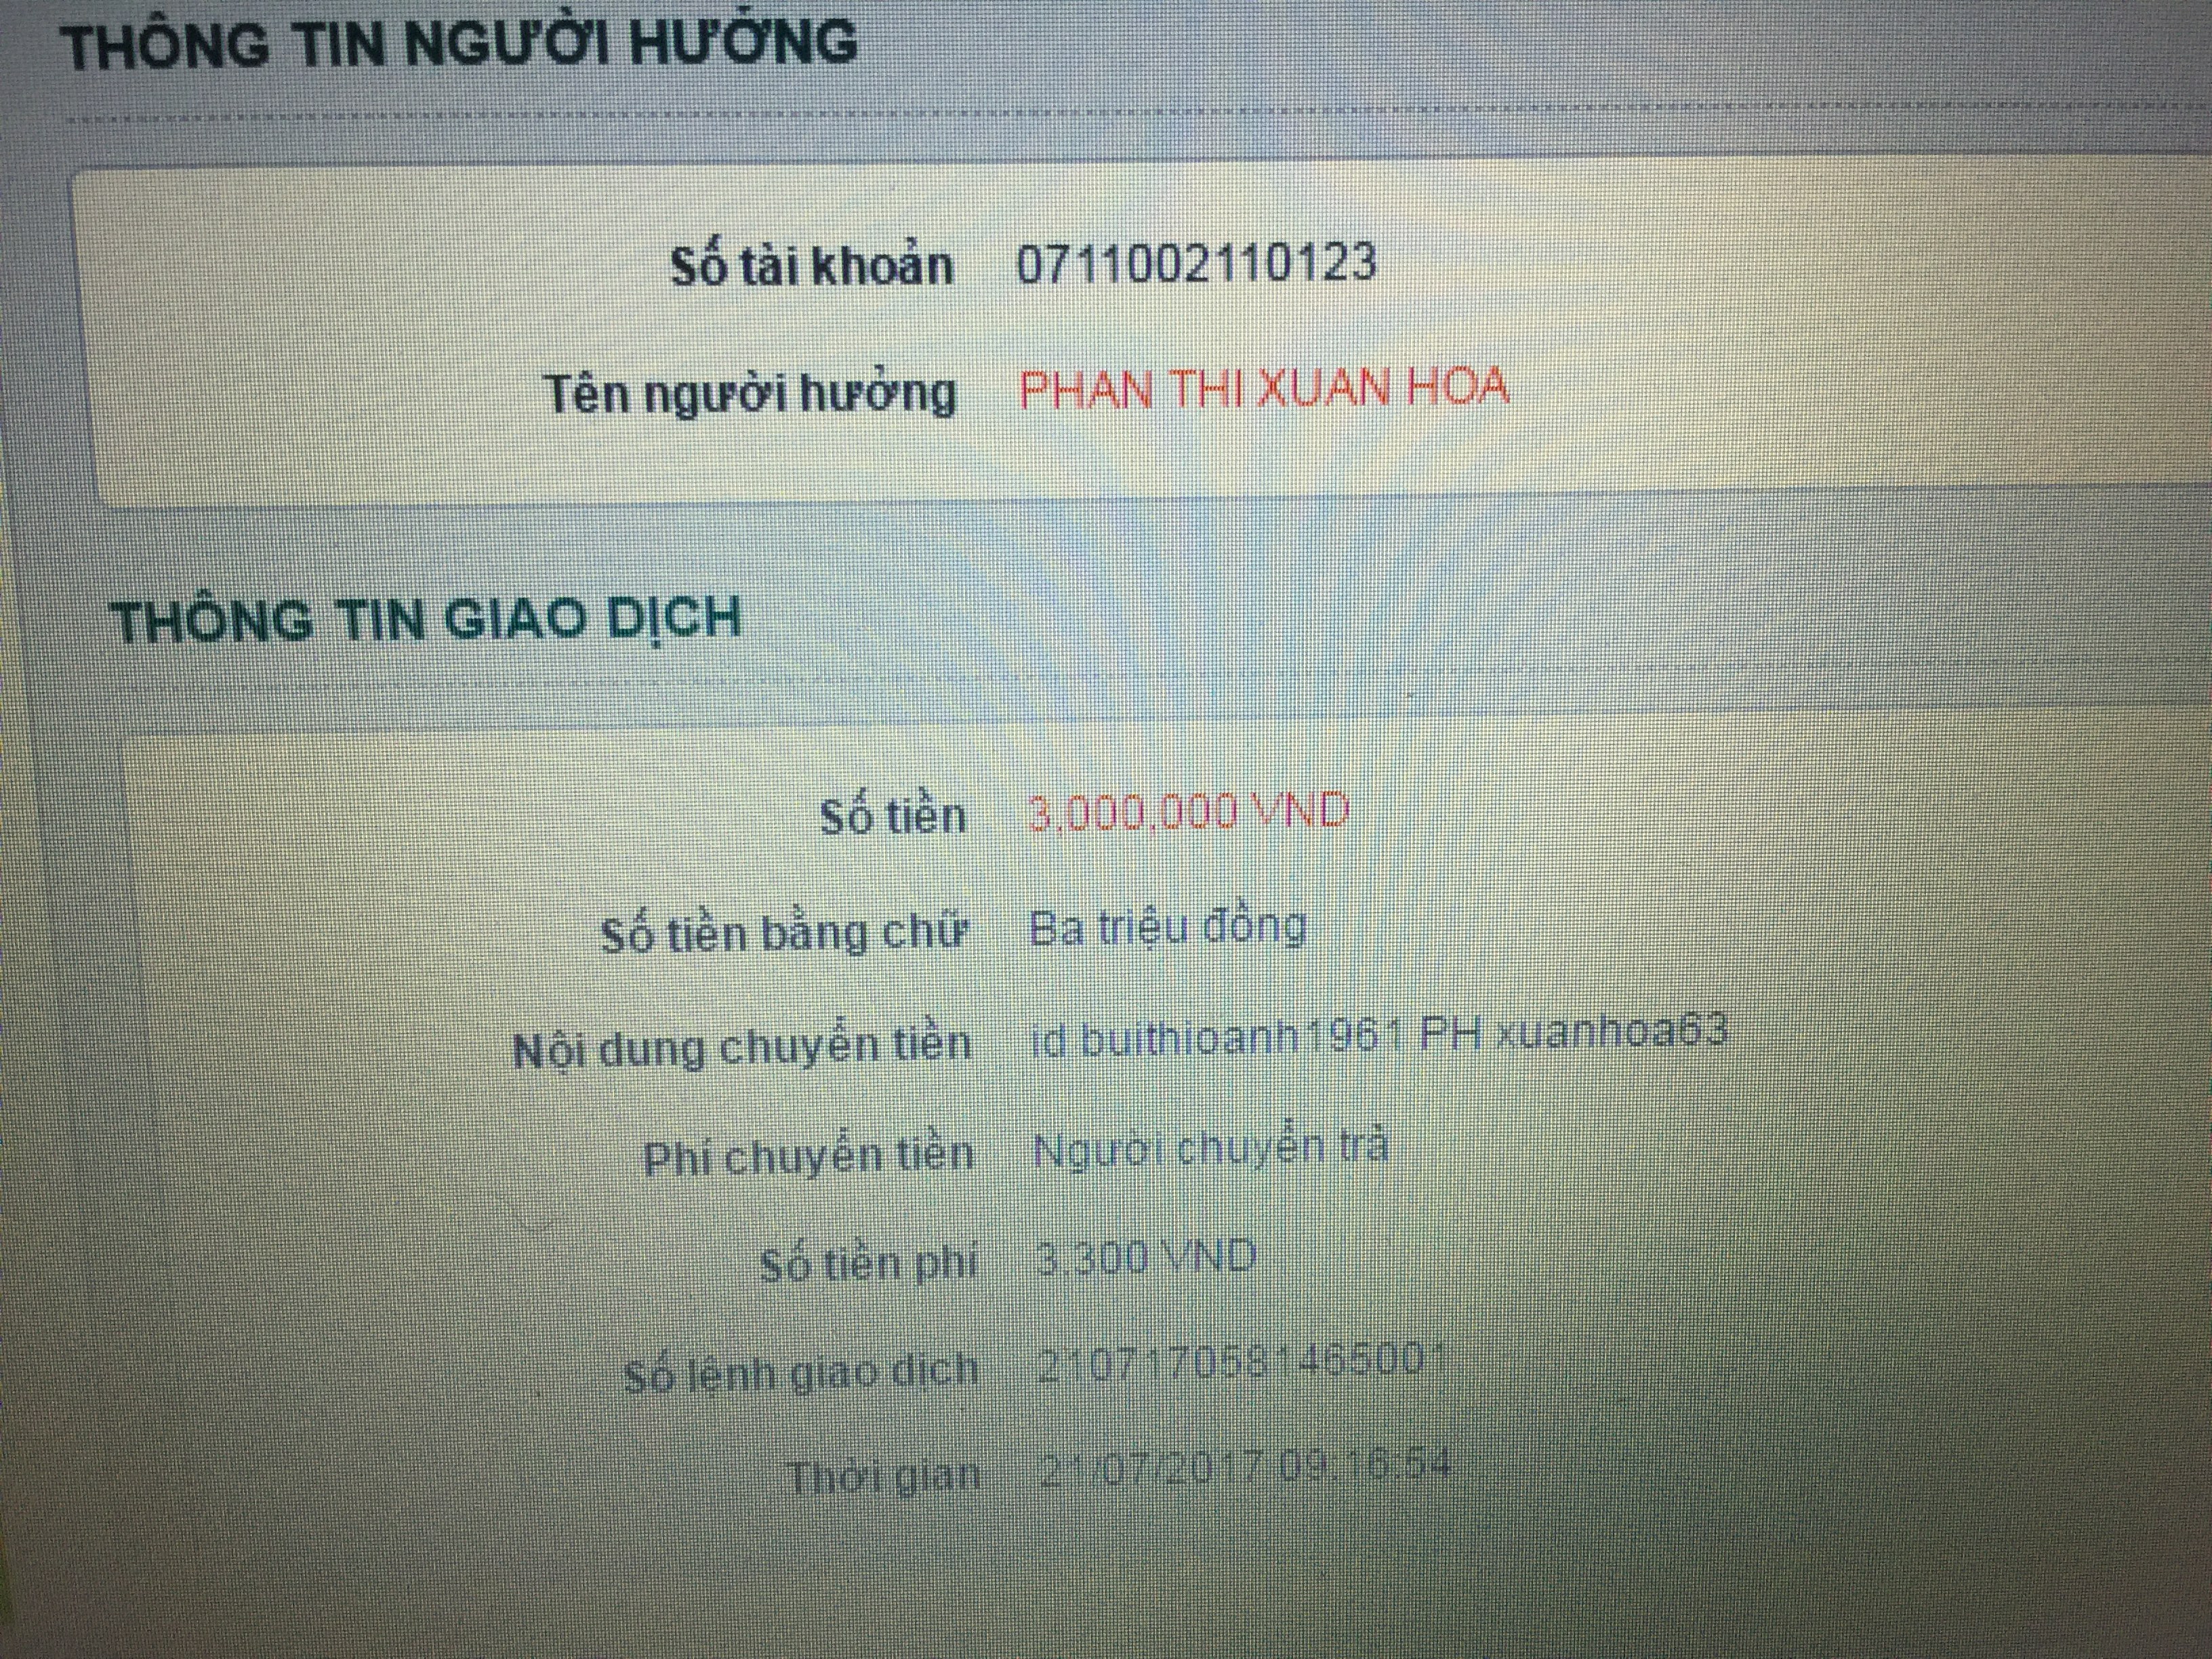 THÔNG TIN NGƯỜI HƯỞNG
Số tài khoản 0711002110123
Tên người hưởng PHAN THI XUAN HOA
THÔNG TIN GIAO DỊCH
Số tiền 3,000,000 VND
Số tiền bằng chữ Ba triệu đồng
Nội dung chuyển tiền id buithioanh1961 PH xuanhoa63
Phí chuyển tiền Người chuyển trả
Số tiền phí 3,300 VND
Số lệnh giao dịch 2107170581465001
Thời gian 21/07/2017 09:16:54